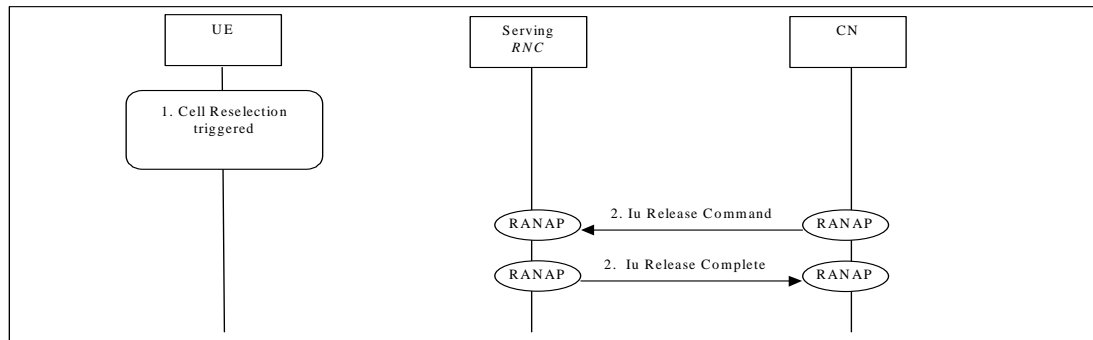 UE
Serving
RNC
CN
1. Cell Reselection
triggered
2. Iu Release Command
RANAP
RANAP
2. Iu Release Complete
RANAP
RANAP